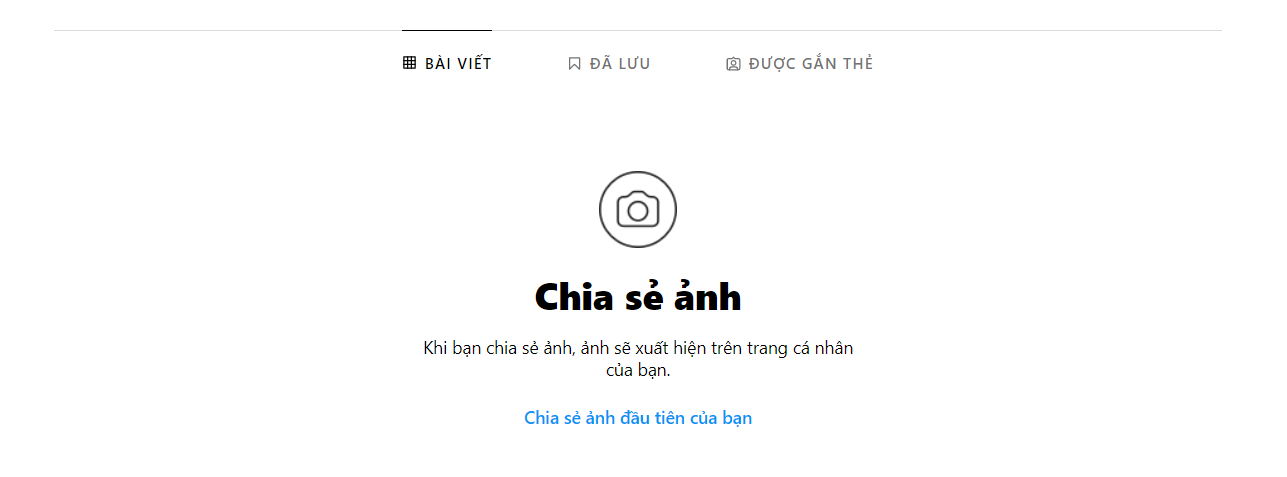 BÀI VIẾT ĐÃ LƯU ĐƯỢC GẮN THẺ
Chia sẻ ảnh
Khi bạn chia sẻ ảnh, ảnh sẽ xuất hiện trên trang cá nhân
của bạn.
Chia sẻ ảnh đầu tiên của bạn